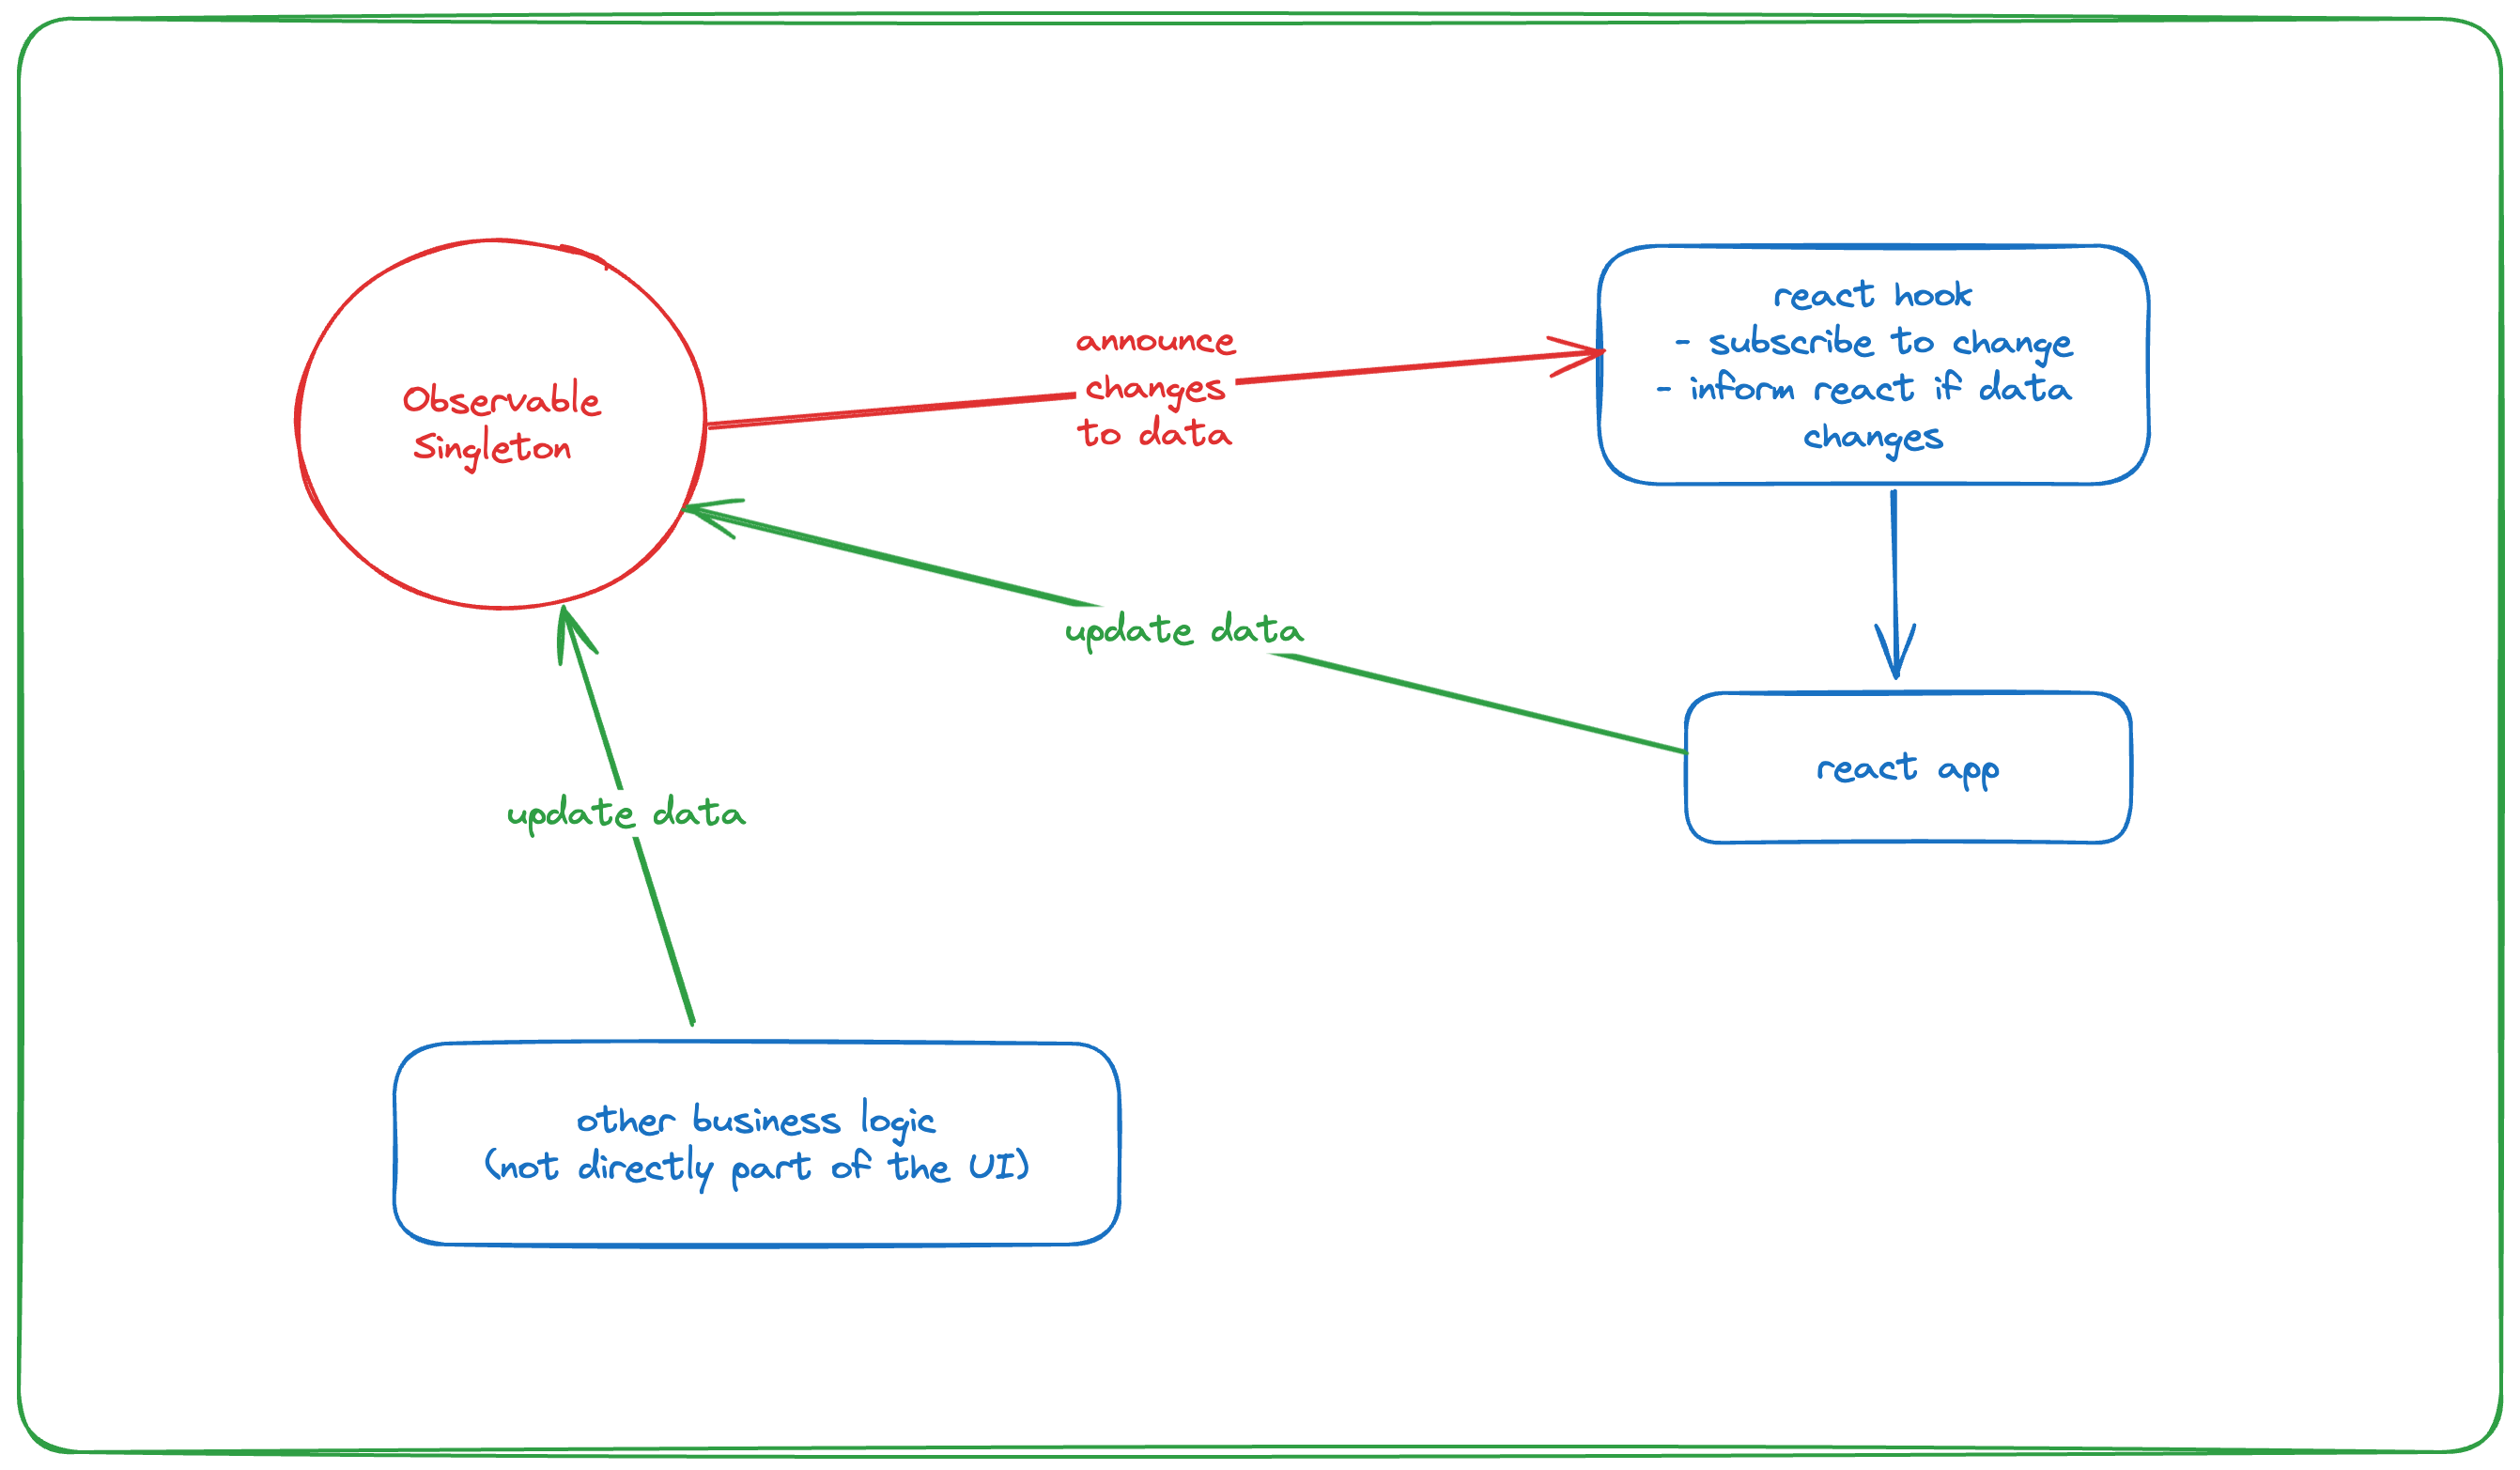 Observable
Singleton
announce
changes
to data
react hook
- subscribe to change
- inform react if data
changes
update data
react app
update data
other business logic
(not directly part of the UI)